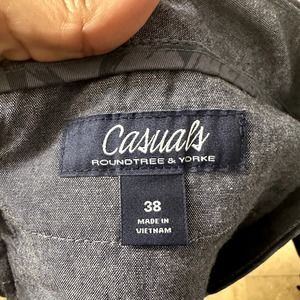 Casuals
ROUNDTREE & YORKE
38
MADE IN
VIETNAM